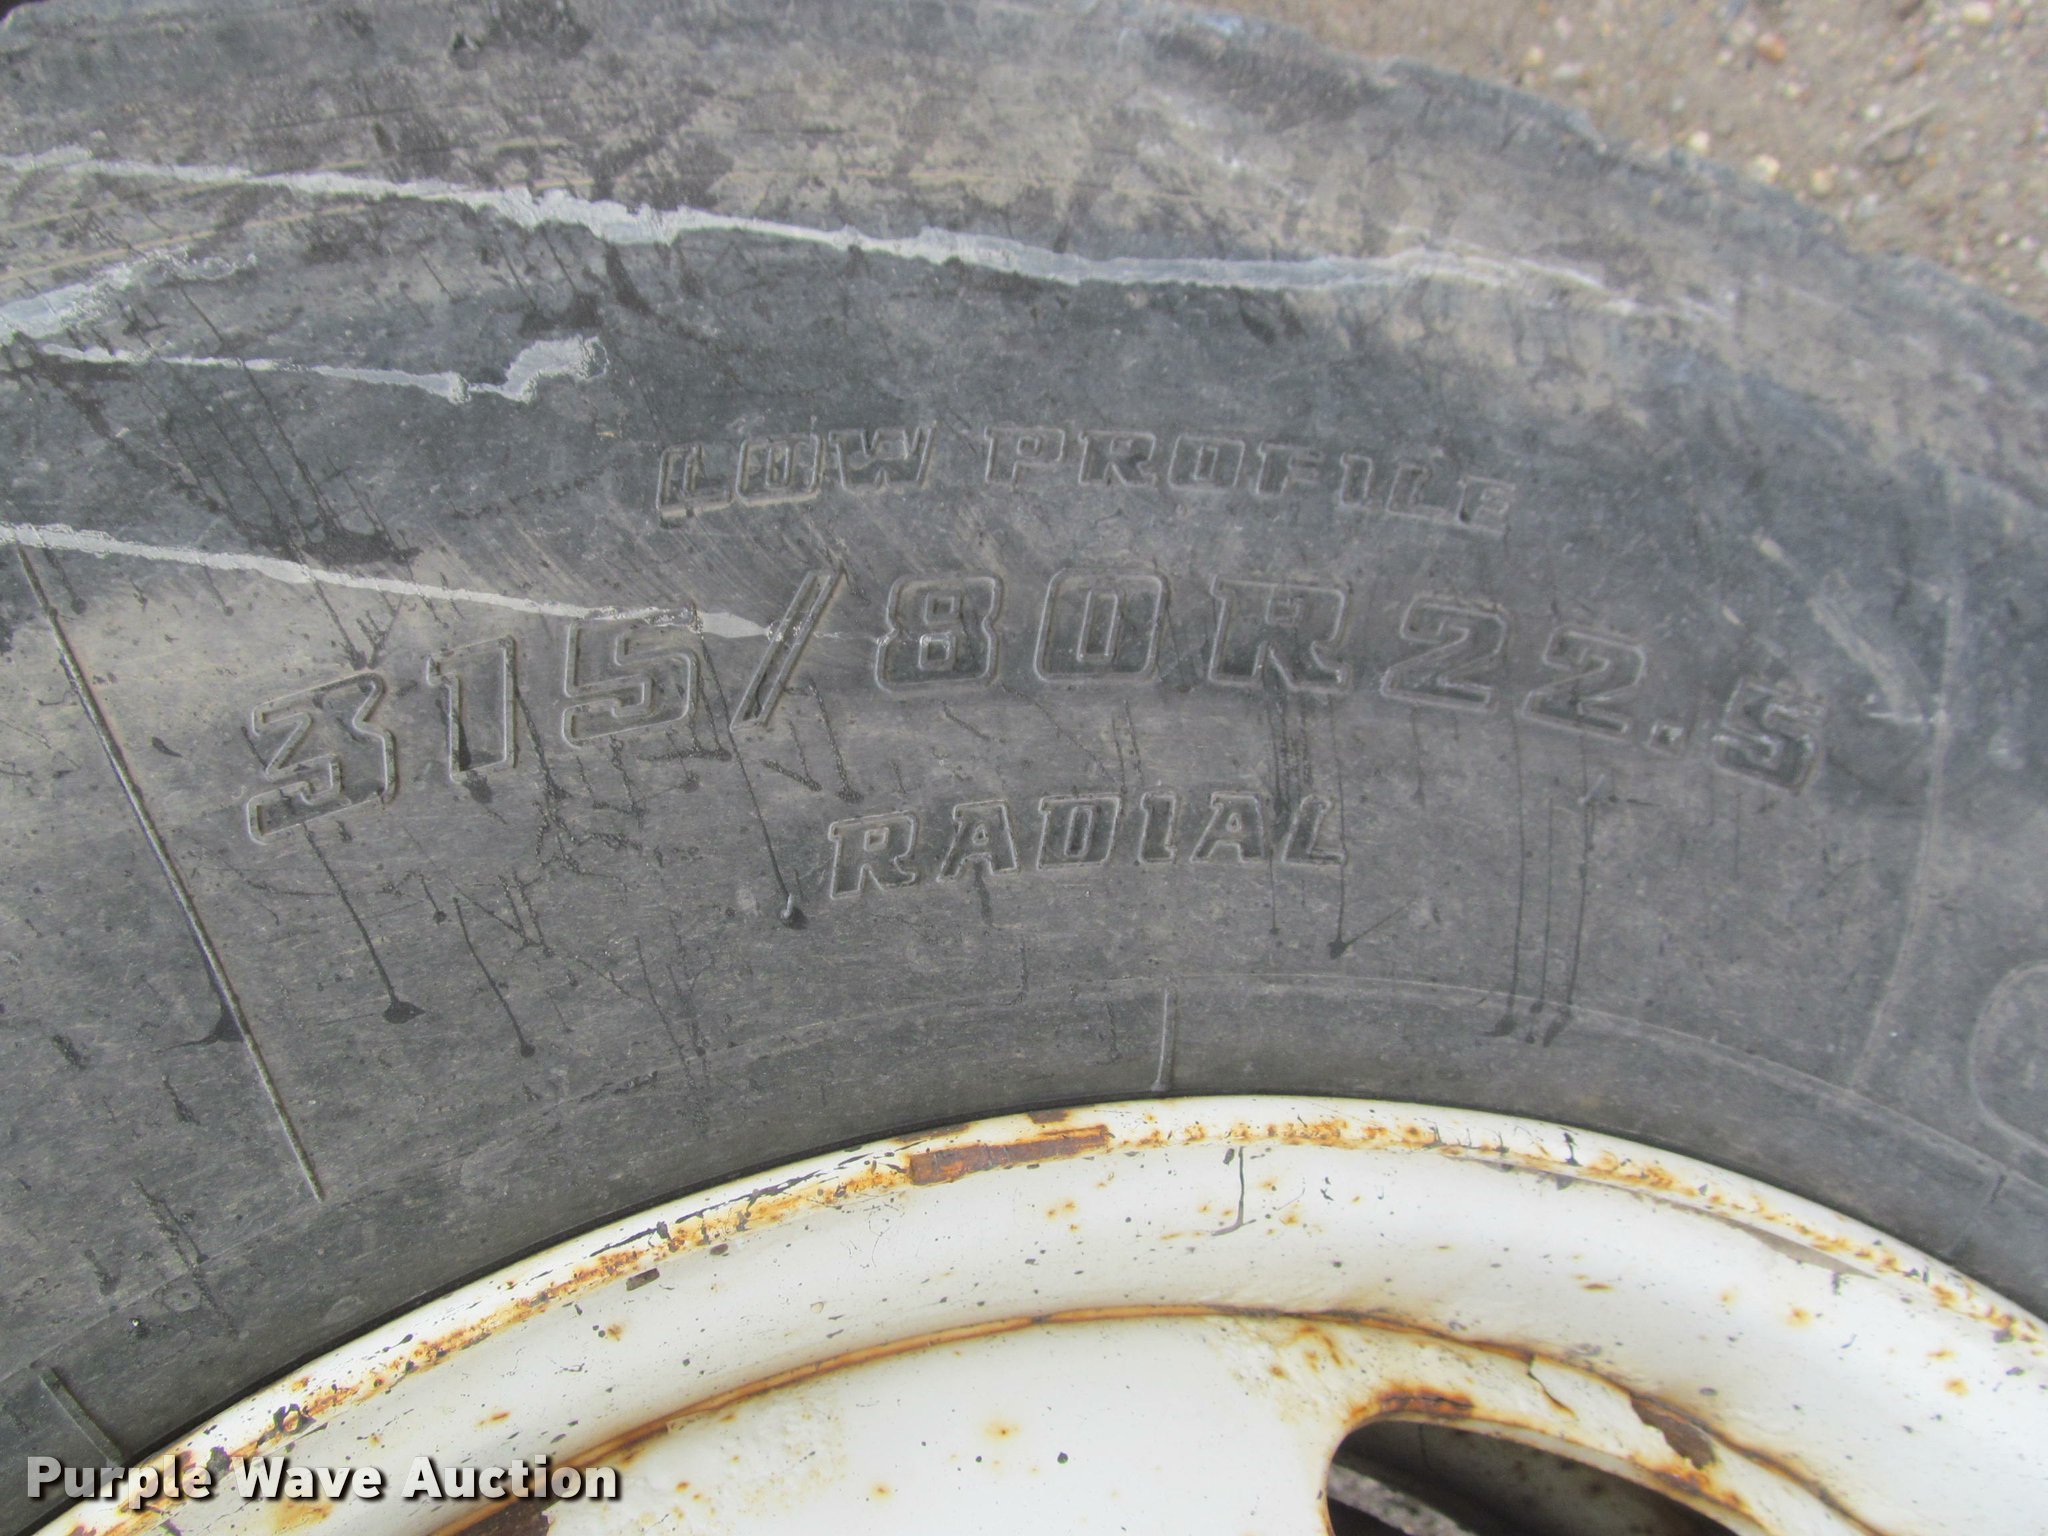 LOW PROFILE
315/80R22.5
RADIAL
Purple Wave Auction